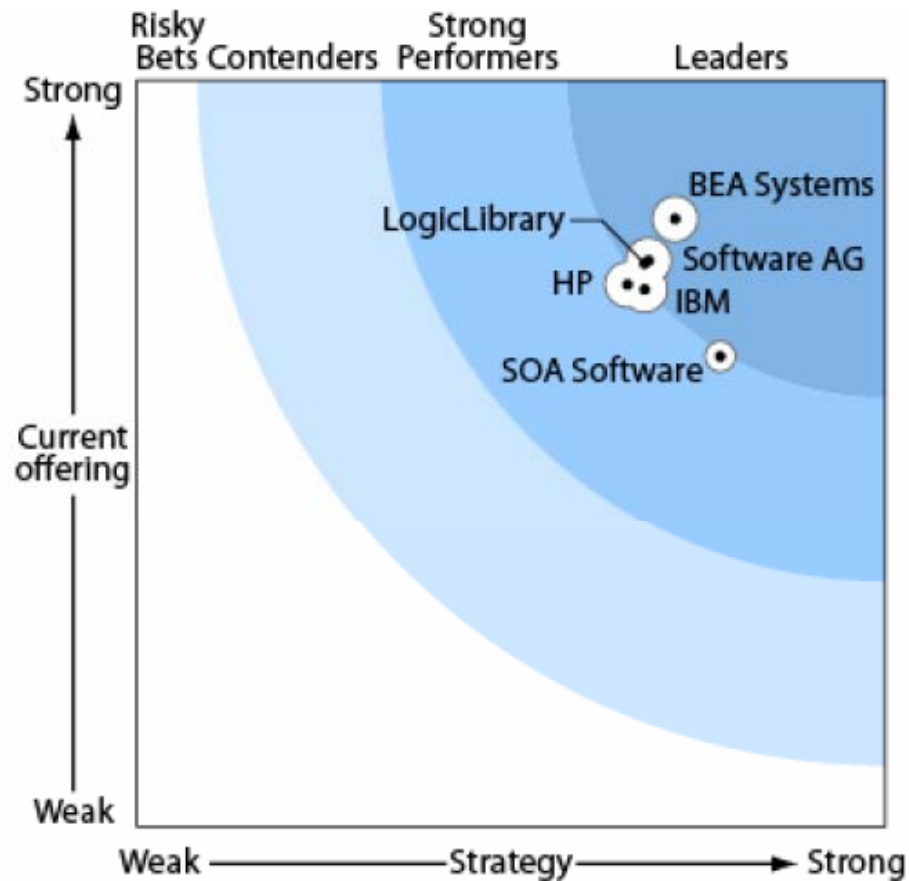 Risky
Bets
Contenders
Strong
Performers
Leaders
Strong
BEA Systems
LogicLibrary
Software AG
HP
IBM
SOA Software
Current
offering
Weak
Weak
Strategy
Strong